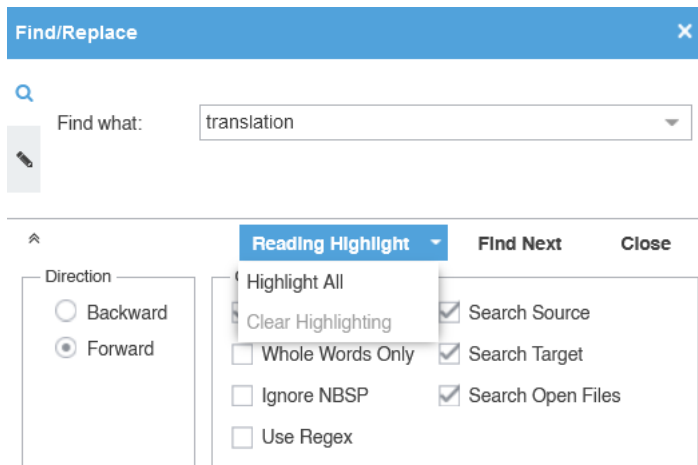 Find/Replace
Find what:
translation
Reading Highlight
Find Next
Close
Highlight All
Clear Highlighting
Direction
Backward
Forward
Search Source
Whole Words Only
Search Target
Ignore NBSP
Search Open Files
Use Regex